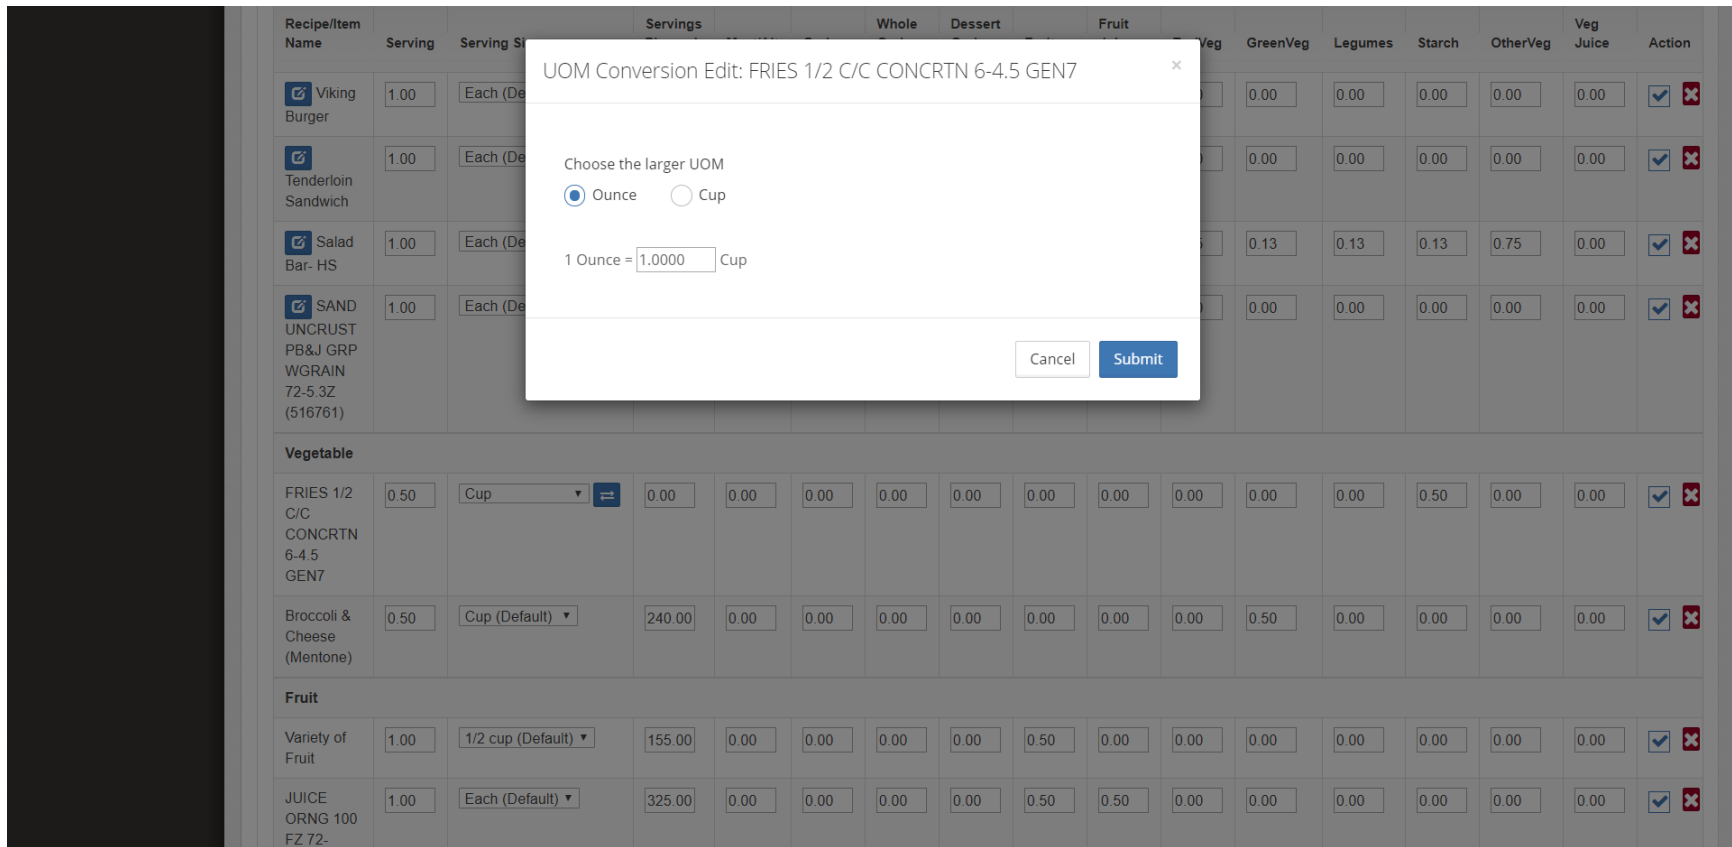 Recipe/Item Name Serving Servings Whole Dessert Fruit GreenVeg Legumes Starch OtherVeg Veg Juice Action
UOM Conversion Edit: FRIES 1/2 C/C CONCRTN 6-4.5 GEN7 ×
Choose the larger UOM
Ounce Cup
1 Ounce = 1.0000 Cup
Cancel Submit
Viking Burger 1.00 Each 0.00 0.00 0.00 0.00 0.00
Tenderloin Sandwich 1.00 Each 0.00 0.00 0.00 0.00 0.00
Salad Bar- HS 1.00 Each 0.13 0.13 0.13 0.75 0.00
SAND
UNCRUST
PB&J GRP
WGRAIN
72-5.3Z
(516761)
1.00 Each 0.00 0.00 0.00 0.00 0.00
Vegetable
FRIES 1/2
C/C
CONCRTN
6-4.5
GEN7
0.50 Cup 0.00 0.00 0.00 0.00 0.00 0.00 0.00 0.00 0.00 0.00 0.50 0.00 0.00
Broccoli &
Cheese
(Mentone)
0.50 Cup (Default) 240.00 0.00 0.00 0.00 0.00 0.00 0.00 0.00 0.50 0.00 0.00 0.00 0.00
Fruit
Variety of
Fruit
1.00 1/2 cup (Default) 155.00 0.00 0.00 0.00 0.00 0.50 0.00 0.00 0.00 0.00 0.00 0.00 0.00
JUICE
ORNG 100
FZ 72-
1.00 Each (Default) 325.00 0.00 0.00 0.00 0.00 0.50 0.50 0.00 0.00 0.00 0.00 0.00 0.00